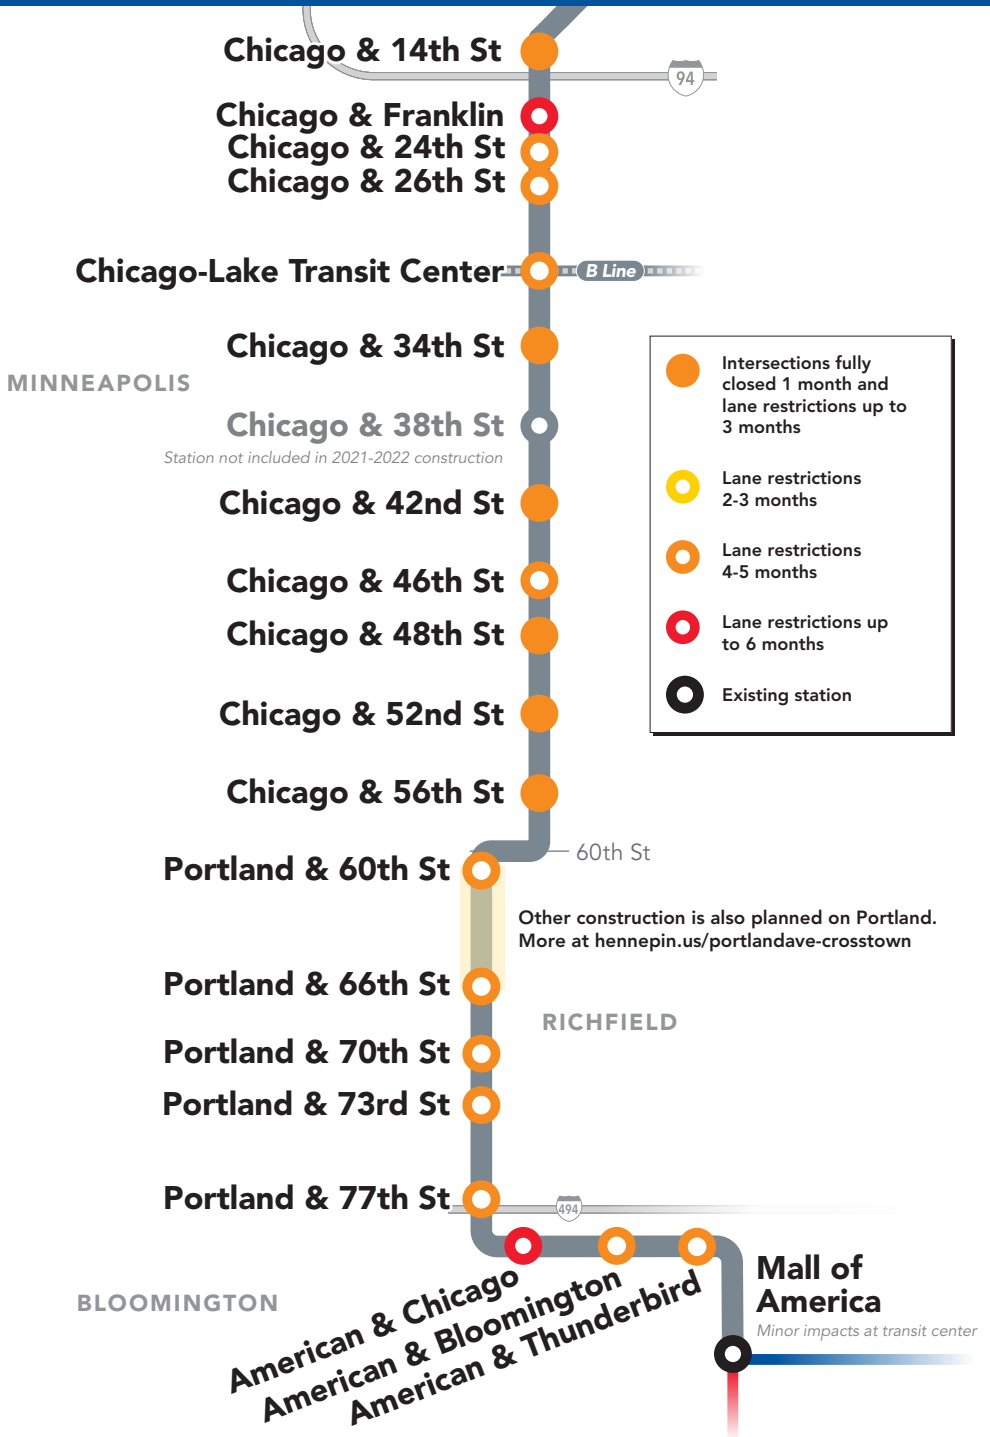 Chicago & 14th St
94
Chicago & Franklin
Chicago & 24th St
Chicago & 26th St
Chicago-Lake Transit Center
B Line
Chicago & 34th St
MINNEAPOLIS
Chicago & 38th St
Station not included in 2021-2022 construction
Chicago & 42nd St
Chicago & 46th St
Chicago & 48th St
Chicago & 52nd St
Chicago & 56th St
Intersections fully
closed 1 month and
lane restrictions up to
3 months
Lane restrictions
2-3 months
Lane restrictions
4-5 months
Lane restrictions up
to 6 months
Existing station
60th St
Portland & 60th St
Other construction is also planned on Portland.
More at hennepin.us/portlandave-crosstown
Portland & 66th St
RICHFIELD
Portland & 70th St
Portland & 73rd St
Portland & 77th St
494
American & Chicago
American & Bloomington
American & Thunderbird
BLOOMINGTON
Mall of
America
Minor impacts at transit center